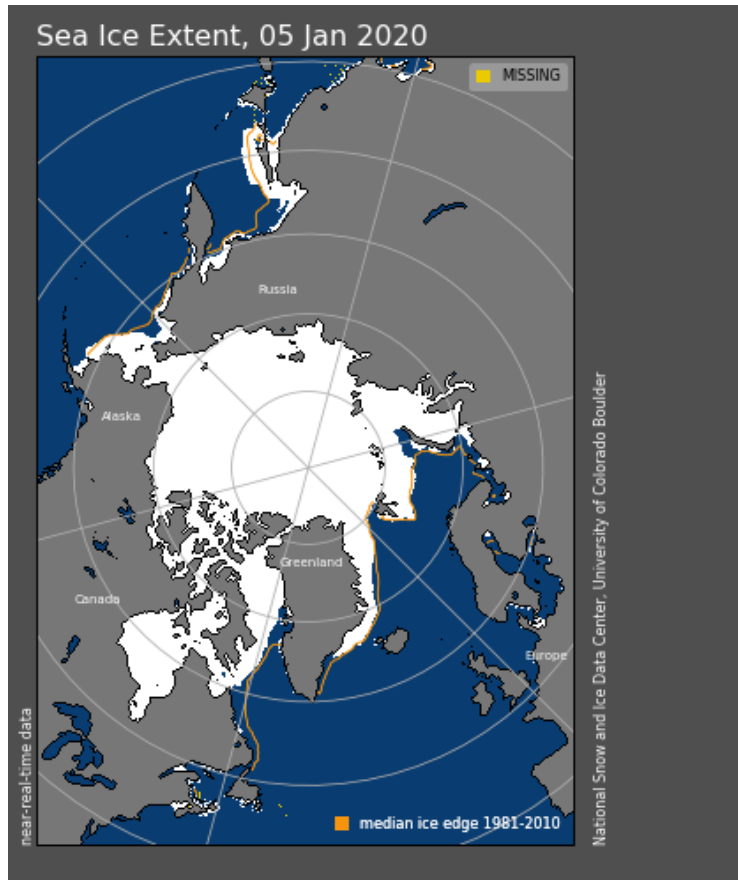 Sea Ice Extent, 05 Jan 2020
MISSING
Russia
Alaska
Greenland
Canada
Europe
near-real-time data
National Snow and Ice Data Center, University of Colorado Boulder
median ice edge 1981-2010